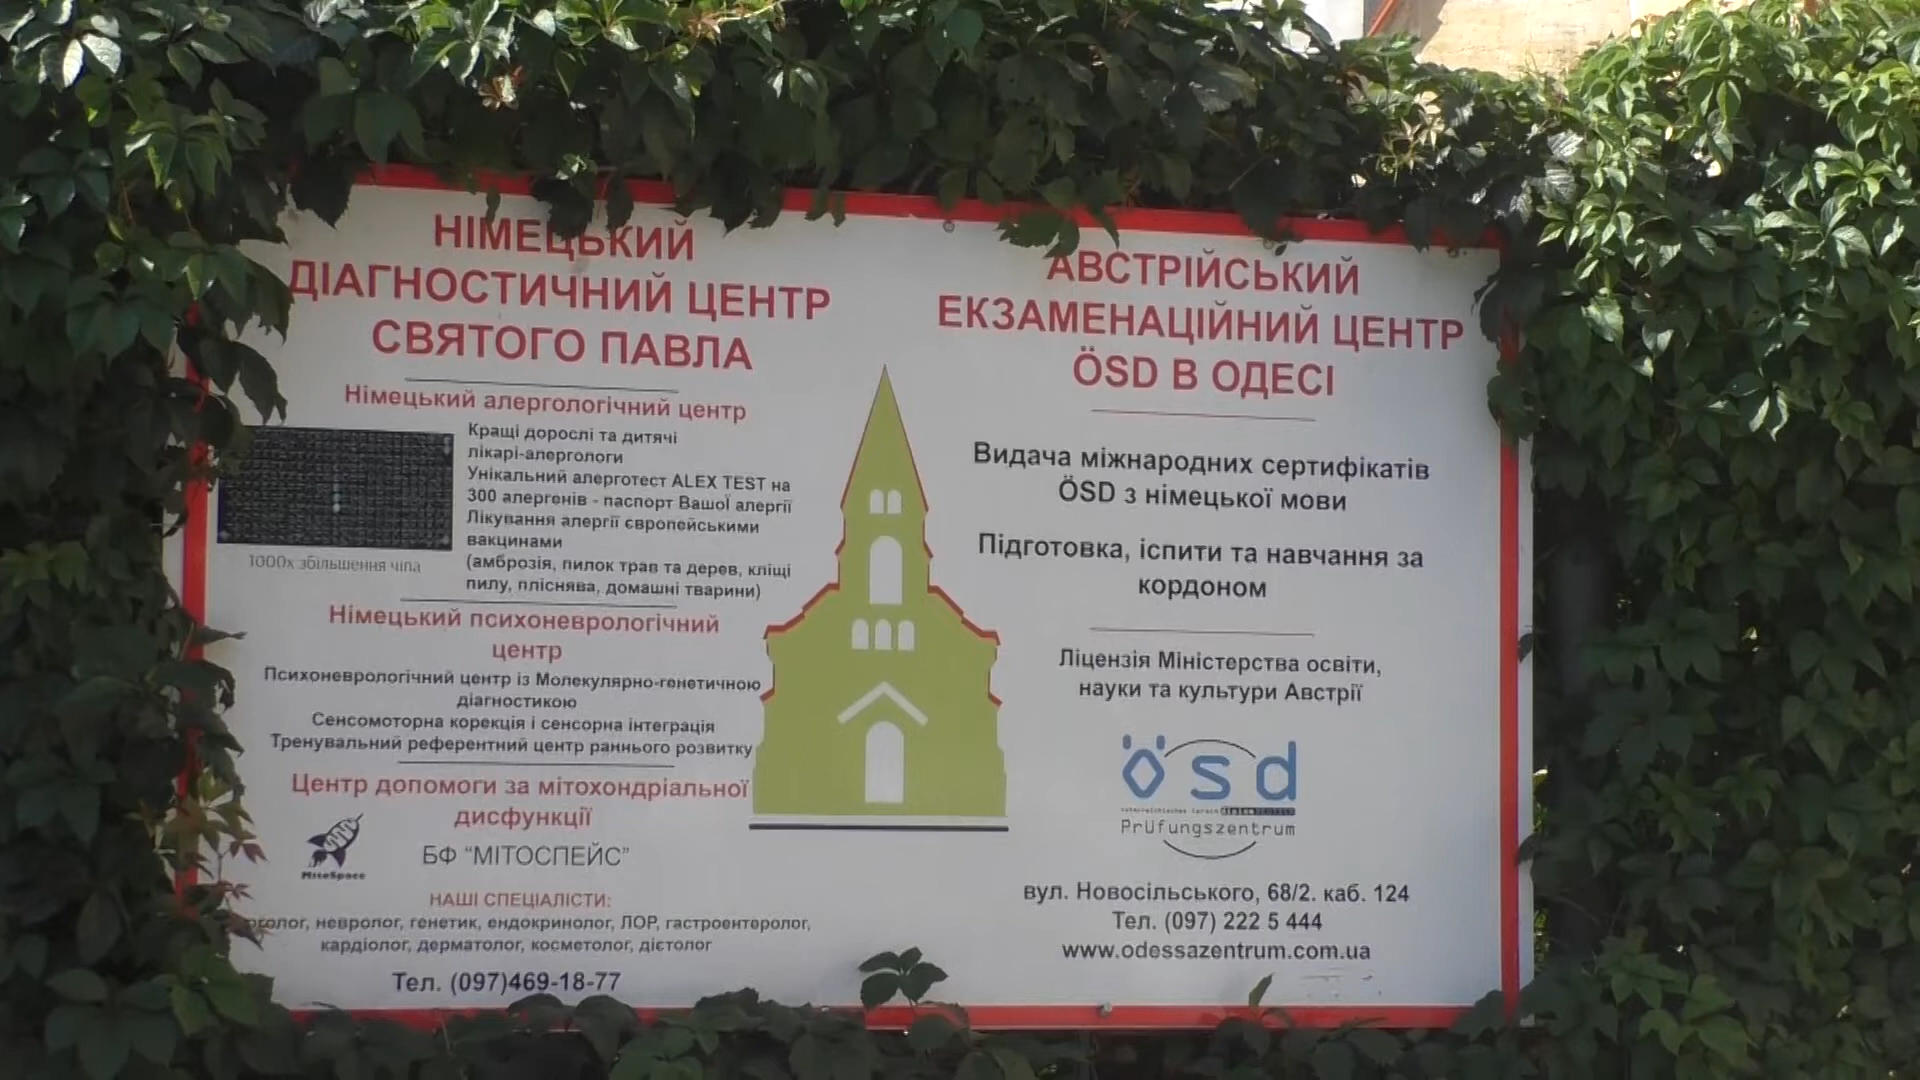 НІМЕЦЬКИЙ
ДІАГНОСТИЧНИЙ ЦЕНТР
СВЯТОГО ПАВЛА
Німецький алергологічний центр
Кращі дорослі та дитячі
лікарі-алергологи
Унікальний алерготест ALEX TEST на
300 алергенів - паспорт Вашої алергії
Лікування алергії європейськими
вакцинами
(амброзія, пилок трав та дерев, кліщі
пилу, пліснява, домашні тварини)
1000х збільшення чіпа
Німецький психоневрологічний
центр
Психоневрологічний центр із Молекулярно-генетичною
діагностикою
Сенсомоторна корекція і сенсорна інтеграція
Тренувальний референтний центр раннього розвитку
Центр допомоги за мітохондріальної
дисфункції
MitoSpace
БФ “МІТОСПЕЙС”
НАШІ СПЕЦІАЛІСТИ:
невролог, генетик, ендокринолог, ЛОР, гастроентеролог,
кардіолог, дерматолог, косметолог, дієтолог
Тел. (097)469-18-77
АВСТРІЙСЬКИЙ
ЕКЗАМЕНАЦІЙНИЙ ЦЕНТР
ÖSD В ОДЕСІ
Видача міжнародних сертифікатів
ÖSD з німецької мови
Підготовка, іспити та навчання за
кордоном
Ліцензія Міністерства освіти,
науки та культури Австрії
ösd
Prüfungszentrum
вул. Новосільського, 68/2. каб. 124
Тел. (097) 222 5 444
www.odessazentrum.com.ua